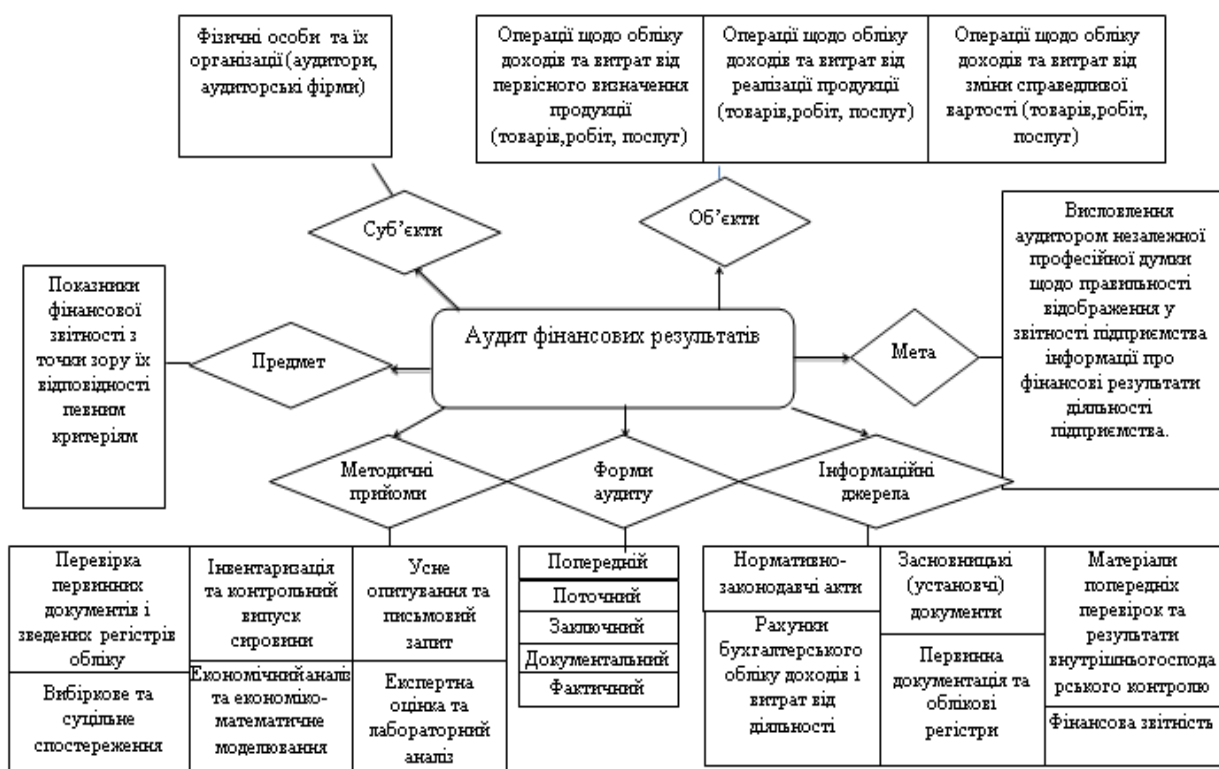 Фізичні особи та їх
організації (аудитори,
аудиторські фірми)
Операції щодо обліку
доходів та витрат від
первісного визначення
продукції
(товарів,робіт, послуг)
Операції щодо обліку
доходів та витрат від
реалізації продукції
(товарів,робіт, послуг)
Операції щодо обліку
доходів та витрат від
зміни справедливої
вартості (товарів,робіт,
послуг)
Суб’єкти
Об’єкти
Показники
фінансової
звітності з
точки зору їх
відповідності
певним
критеріям
Предмет
Аудит фінансових результатів
Мета
Висловлення
аудитором незалежної
професійної думки
щодо правильності
відображення у
звітності підприємства
інформації про
фінансові результати
діяльності
підприємства.
Методичні
прийоми
Форми
аудиту
Інформаційні
джерела
Перевірка
первинних
документів і
зведених регістрів
обліку
Інвентаризація
та контрольний
випуск
сировини
Усне
опитування та
письмовий
запит
Вибіркове та
суцільне
спостереження
Економічний аналіз
та економіко-
математичне
моделювання
Експертна
оцінка та
лабораторний
аналіз
Попередній
Поточний
Заключний
Документальний
Фактичний
Нормативно-
законодавчі акти
Засновницькі
(установчі)
документи
Матеріали
попередніх
перевірок та
результати
внутрішньогоспода
рського контролю
Рахунки
бухгалтерського
обліку доходів і
витрат від
діяльності
Первинна
документація та
облікові
регістри
Фінансова звітність